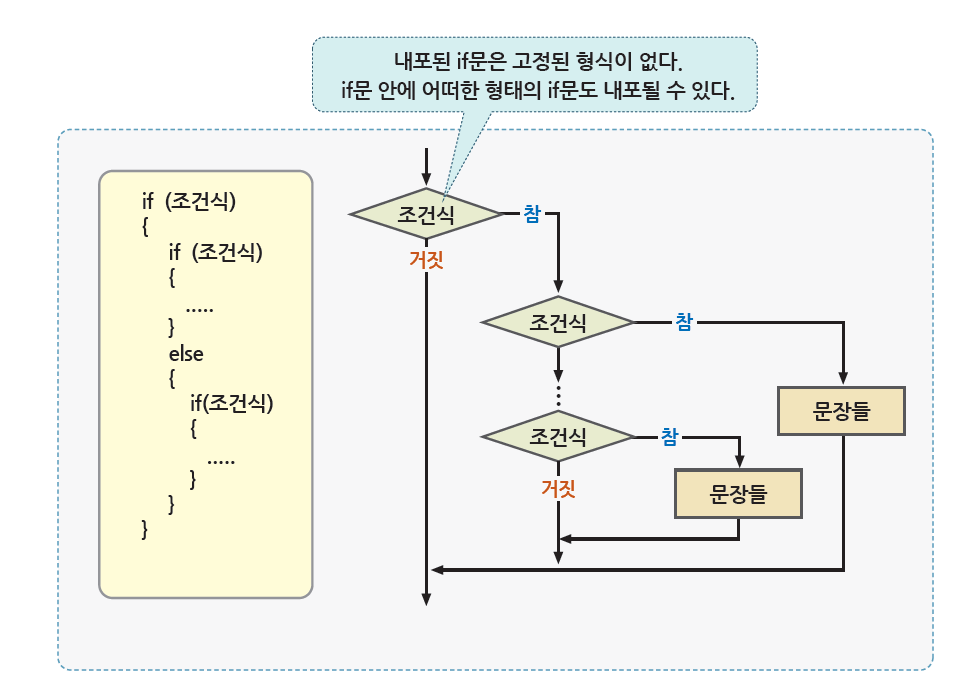 내포된 if문은 고정된 형식이 없다.
if문 안에 어떠한 형태의 if문도 내포될 수 있다.
if (조건식)
{
if (조건식)
{
.....
}
else
{
if(조건식)
{
.....
}
}
}
조건식
참
거짓
조건식
참
문장들
조건식
참
거짓
문장들